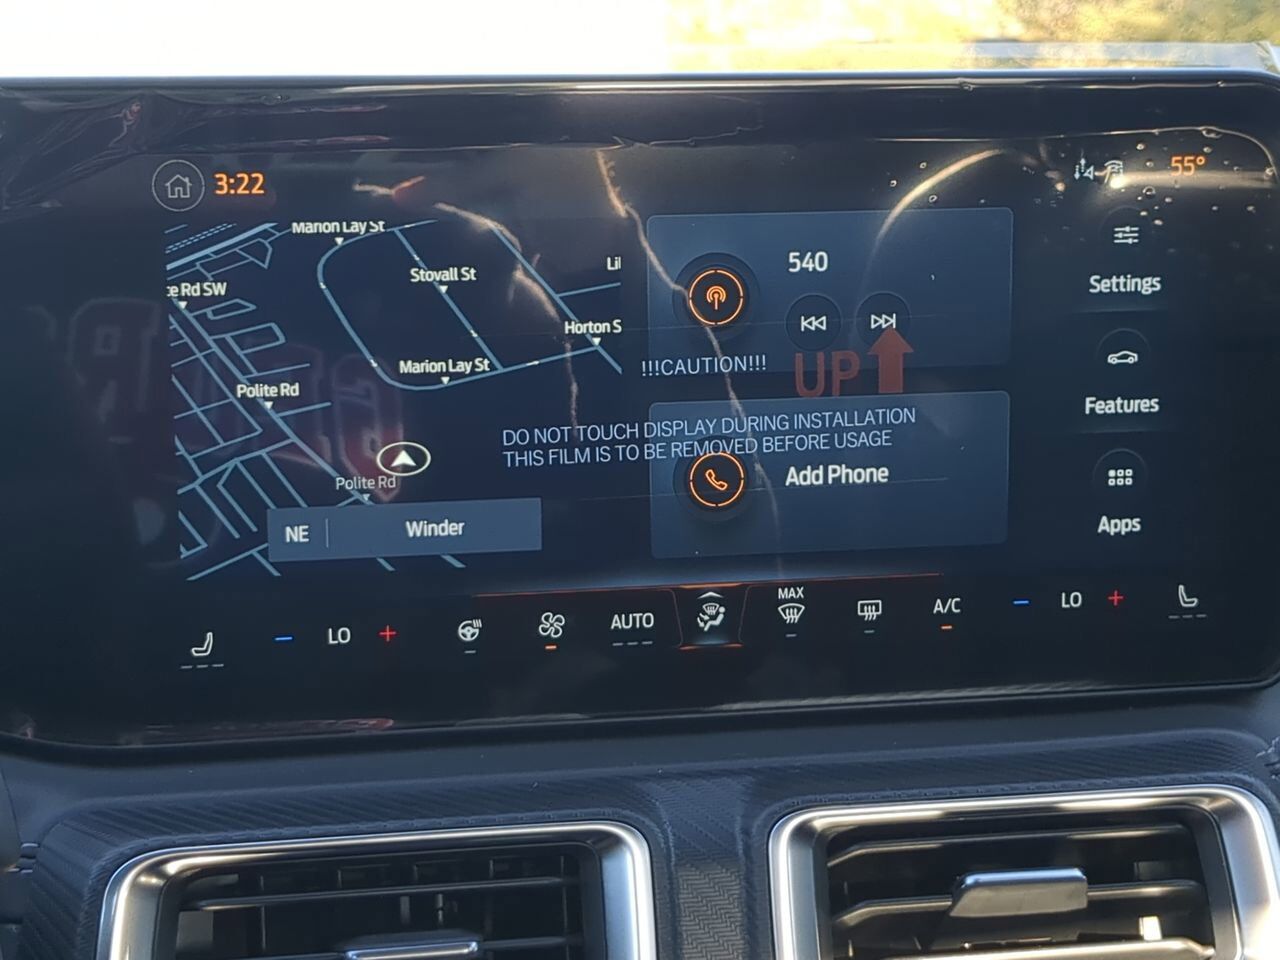 3:22
55°
Marion Lay St
Stovall St
Rd SW
Horton S
Marion Lay St
Polite Rd
Polite Rd
NE
Winder
540
!!!CAUTION!!!
UP
DO NOT TOUCH DISPLAY DURING INSTALLATION
THIS FILM IS TO BE REMOVED BEFORE USAGE
Add Phone
Settings
Features
Apps
LO
AUTO
MAX
A/C
LO